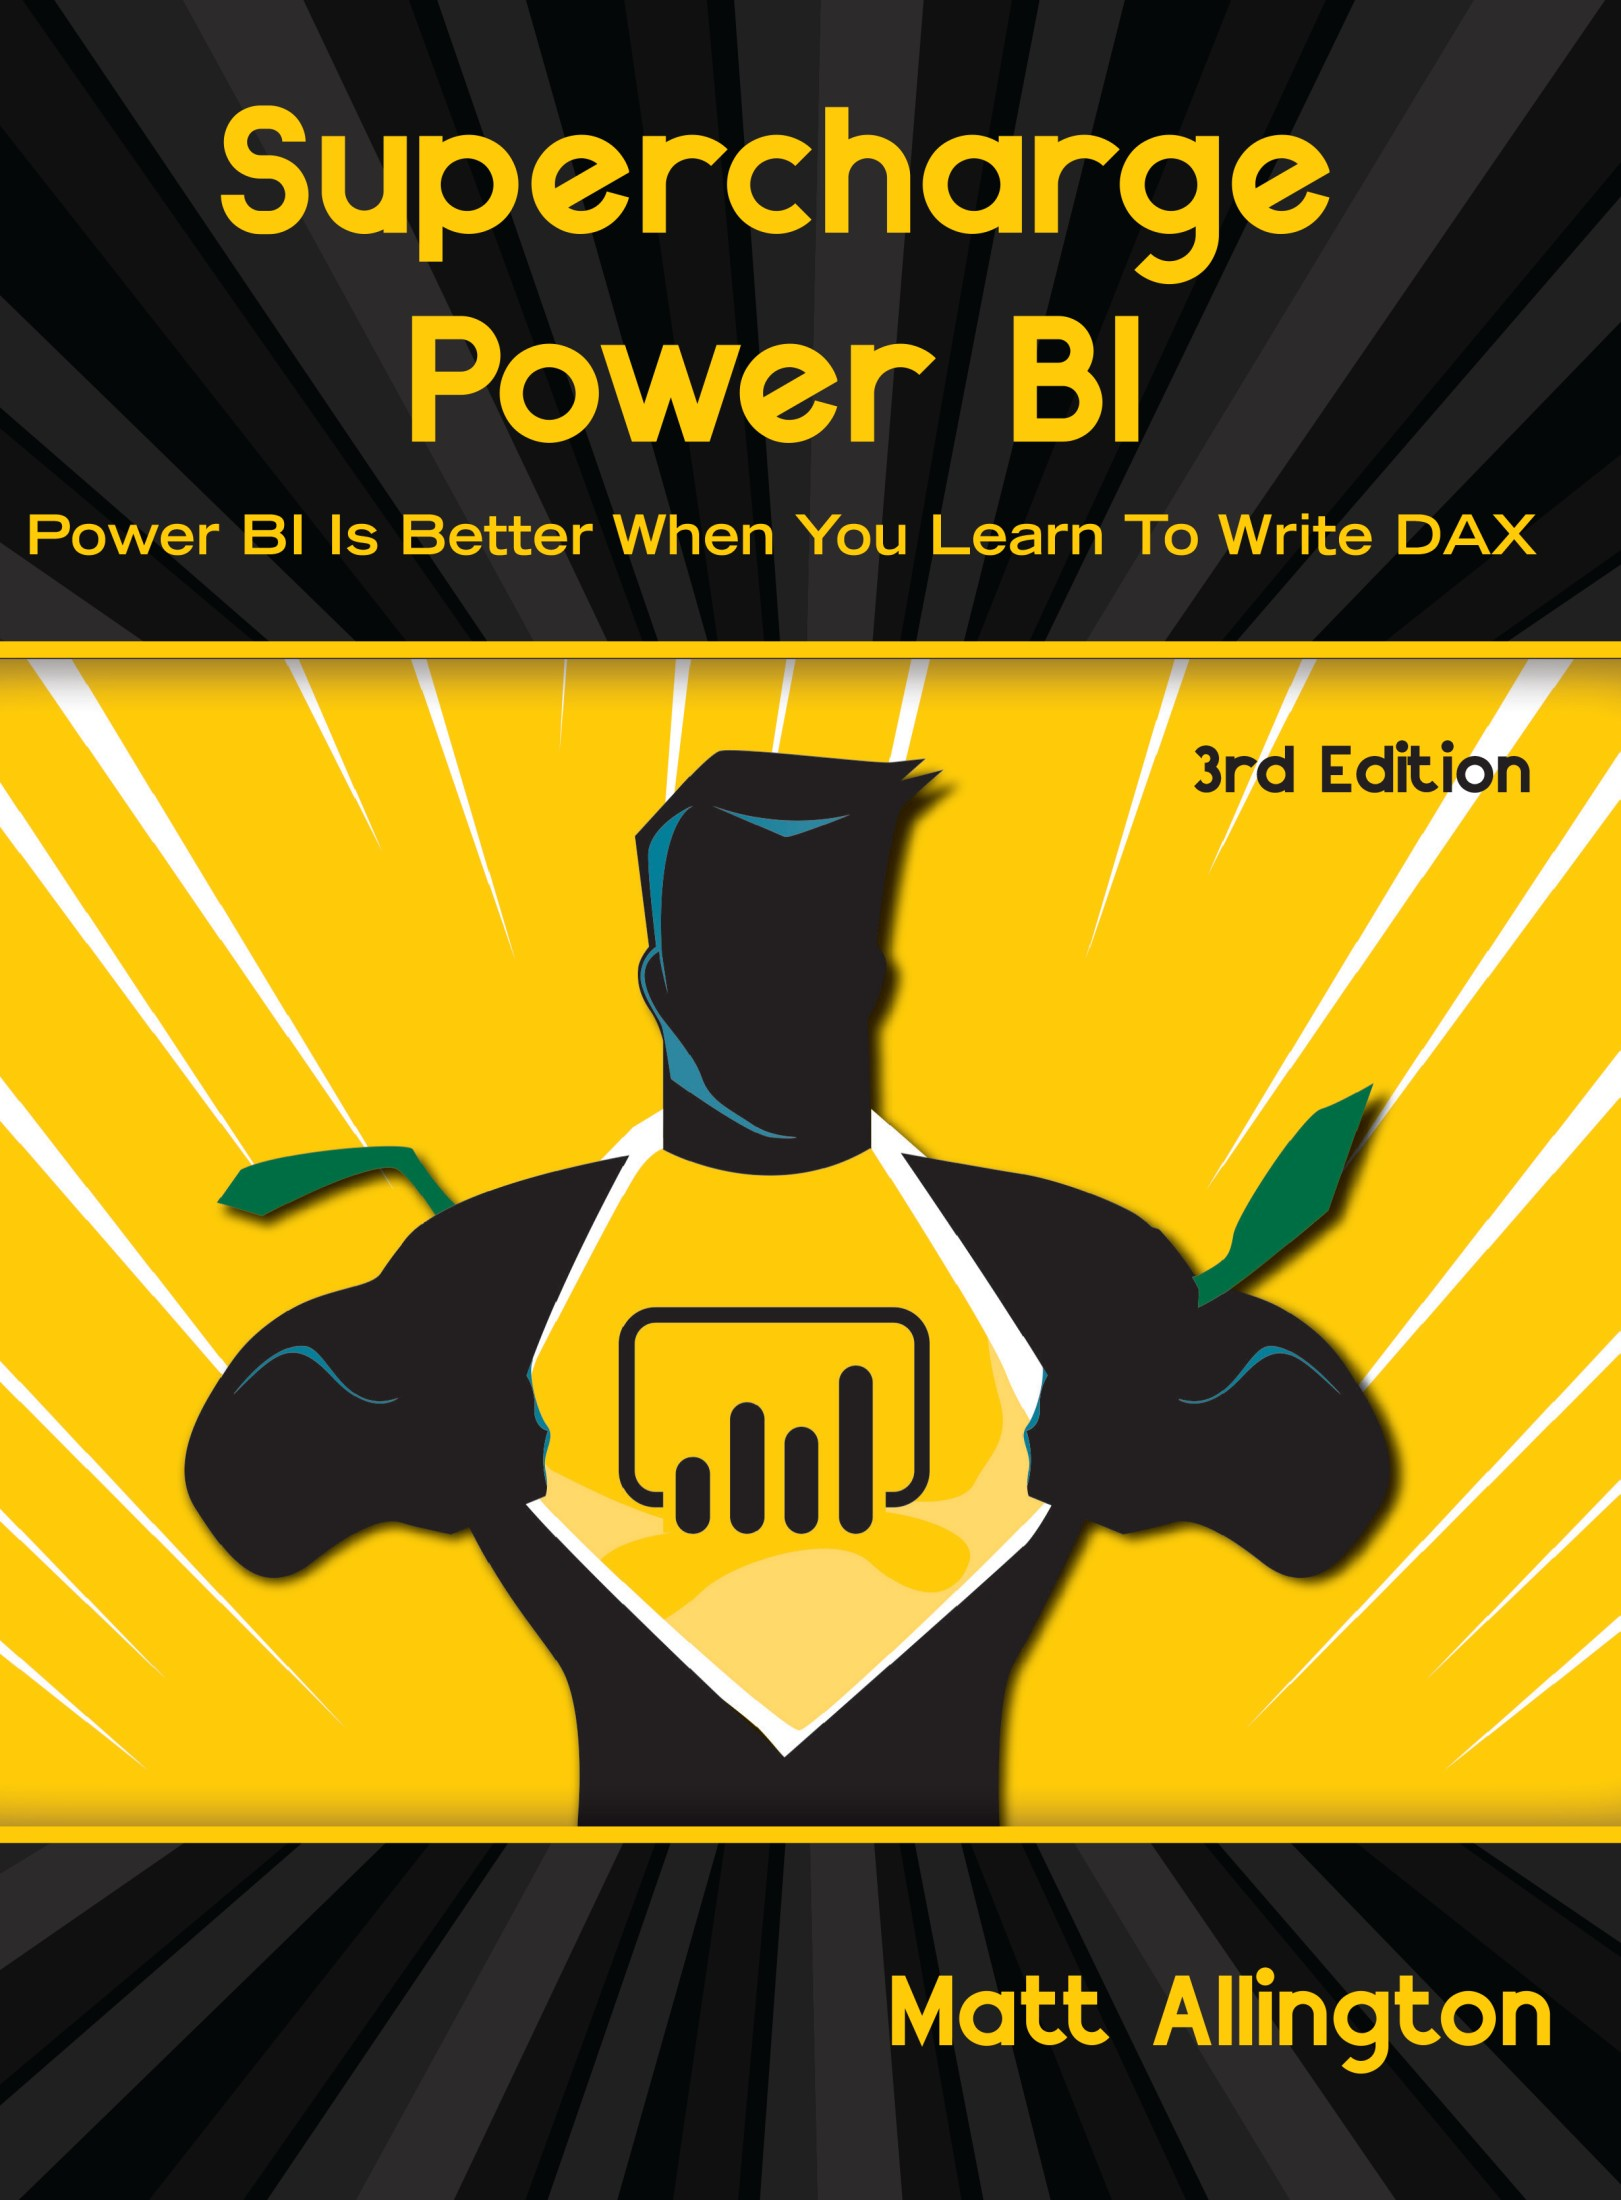 Supercharge
Power BI
Power BI Is Better When You Learn To Write DAX
3rd Edition
Matt Allington